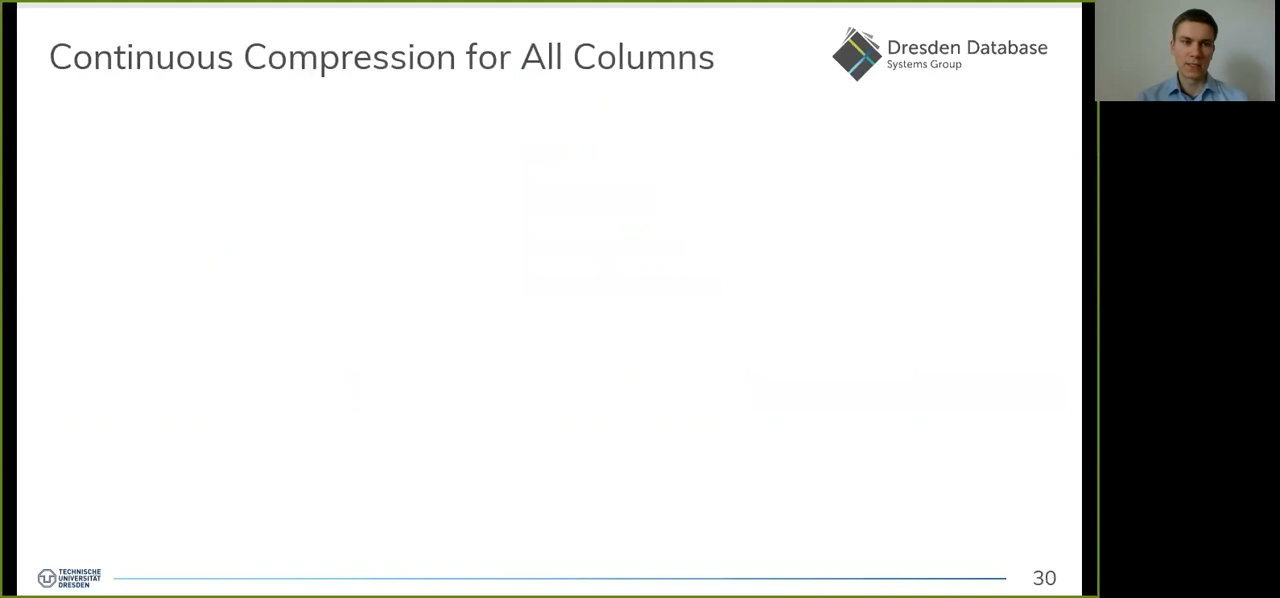 Continuous Compression for All Columns
Dresden Database
Systems Group
TECHNISCHE
UNIVERSITÄT
DRESDEN
30